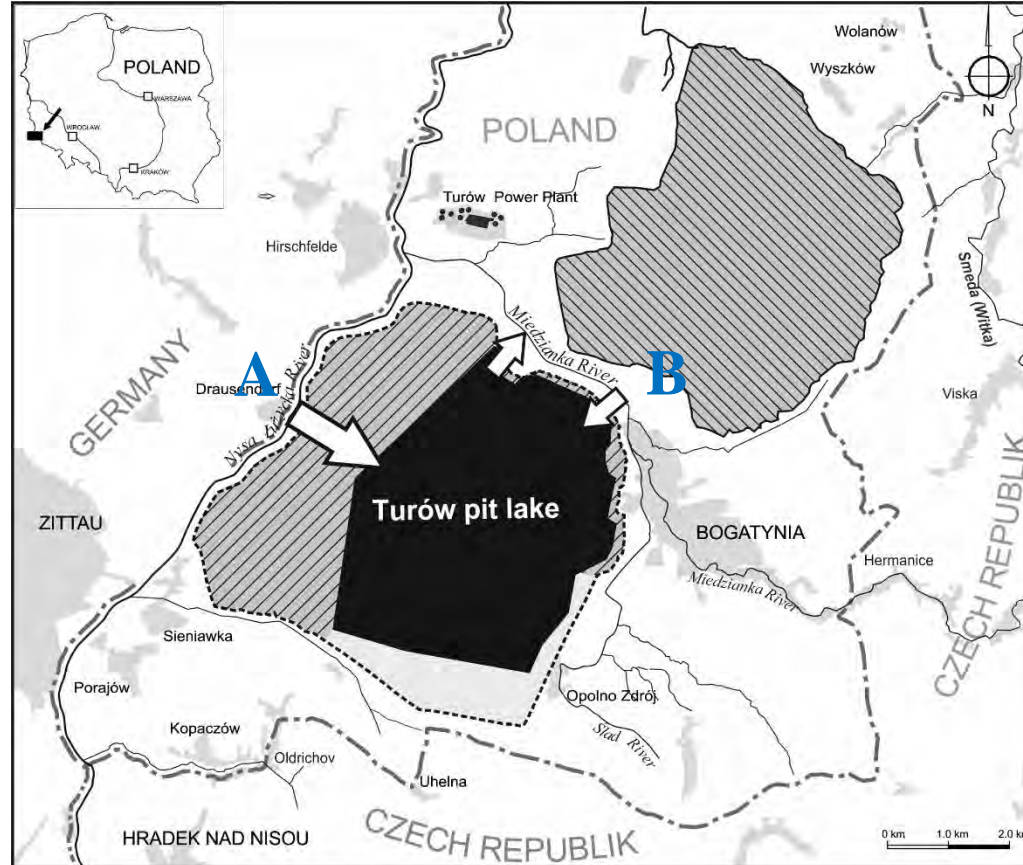 POLAND
WARSZAWA
WROCŁAW
KRAKÓW
Wolanów
Wyszków
N
POLAND
Turów Power Plant
Hirschfelde
Smeda (Witka)
Miedzianka River
GERMANY
A
B
Drausendorf
Nysa Łużycka River
Viska
Turów pit lake
ZITTAU
BOGATYNIA
Hermanice
Miedzianka River
CZECH REPUBLIK
Sieniawka
Porajów
Opolno Zdrój
Kopaczów
Ślad River
Oldrichov
Uhelna
HRADEK NAD NISOU
CZECH REPUBLIK
0 km 1.0 km 2.0 km